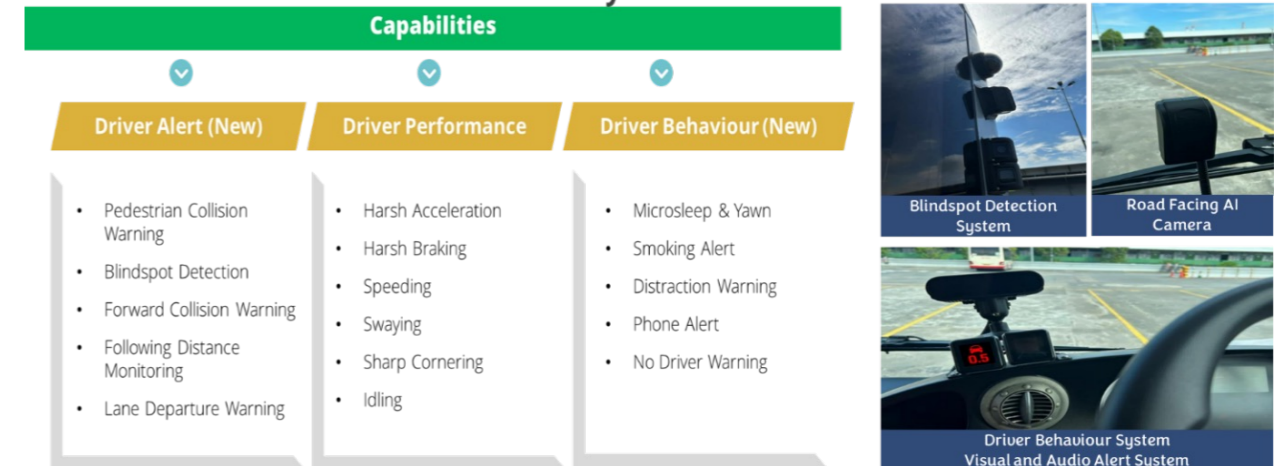 Capabilities
Driver Alert (New)
Driver Performance
Driver Behaviour (New)
• Pedestrian Collision
Warning
• Blindspot Detection
• Forward Collision Warning
• Following Distance
Monitoring
• Lane Departure Warning
• Harsh Acceleration
• Harsh Braking
• Speeding
• Swaying
• Sharp Cornering
• Idling
• Microsleep & Yawn
• Smoking Alert
• Distraction Warning
• Phone Alert
• No Driver Warning
Blindspot Detection
System
Road Facing AI
Camera
0.5
Driver Behaviour System
Visual and Audio Alert System